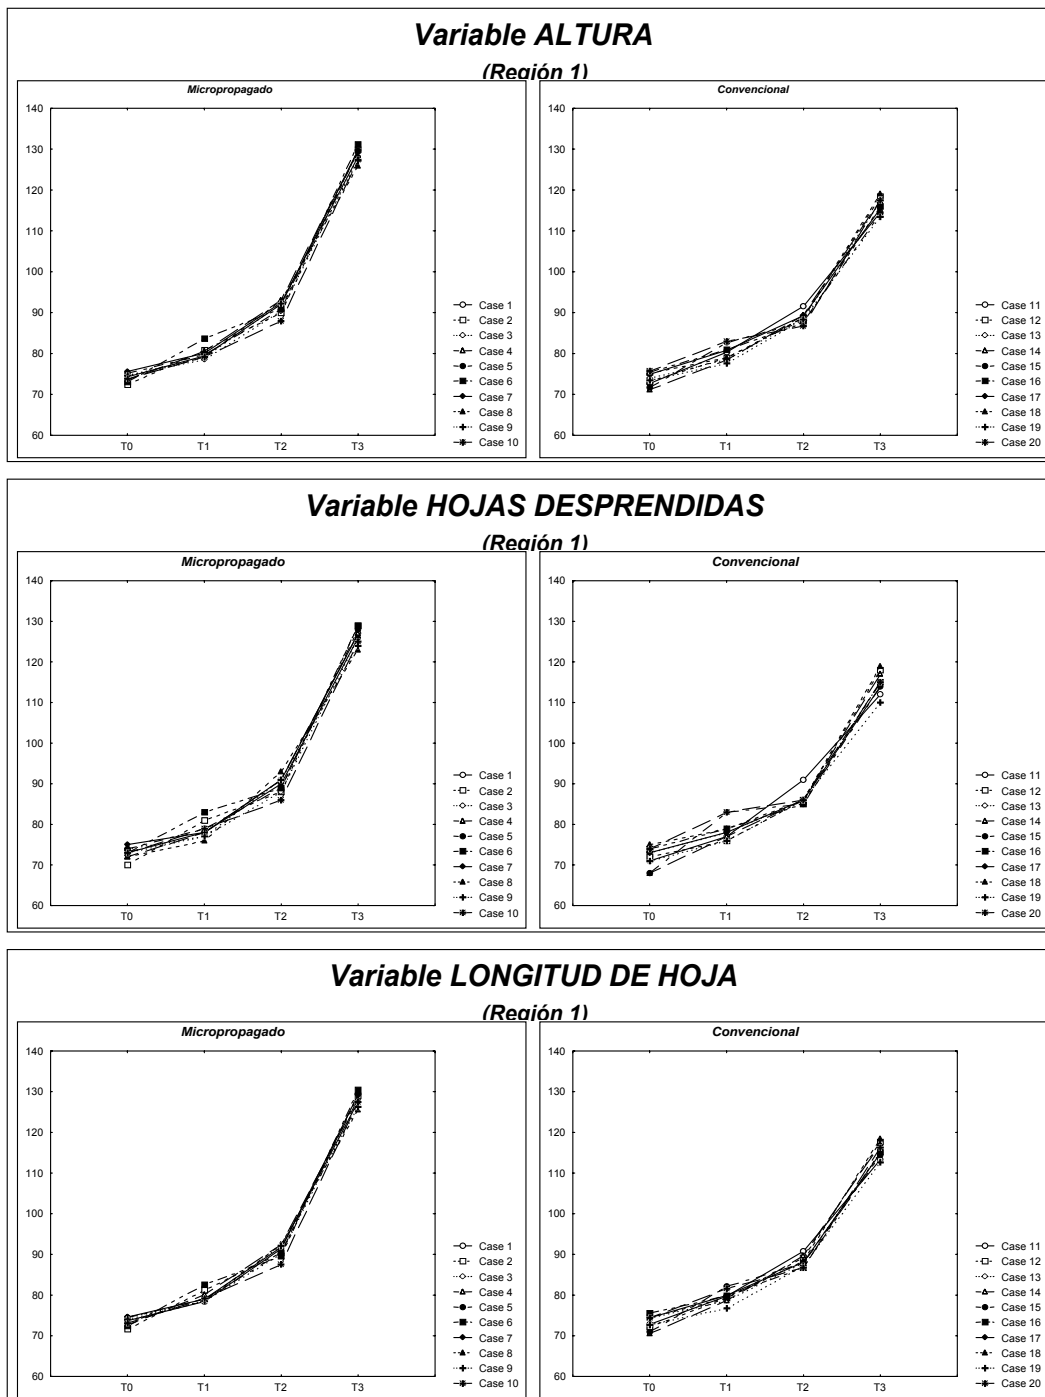 Variable ALTURA
(Región 1)
Micropropagado
140
130
120
110
100
90
80
70
60
T0 T1 T2 T3
Case 1
Case 2
Case 3
Case 4
Case 5
Case 6
Case 7
Case 8
Case 9
Case 10
Convencional
140
130
120
110
100
90
80
70
60
T0 T1 T2 T3
Case 11
Case 12
Case 13
Case 14
Case 15
Case 16
Case 17
Case 18
Case 19
Case 20
Variable HOJAS DESPRENDIDAS
(Región 1)
Micropropagado
140
130
120
110
100
90
80
70
60
T0 T1 T2 T3
Case 1
Case 2
Case 3
Case 4
Case 5
Case 6
Case 7
Case 8
Case 9
Case 10
Convencional
140
130
120
110
100
90
80
70
60
T0 T1 T2 T3
Case 11
Case 12
Case 13
Case 14
Case 15
Case 16
Case 17
Case 18
Case 19
Case 20
Variable LONGITUD DE HOJA
(Región 1)
Micropropagado
140
130
120
110
100
90
80
70
60
T0 T1 T2 T3
Case 1
Case 2
Case 3
Case 4
Case 5
Case 6
Case 7
Case 8
Case 9
Case 10
Convencional
140
130
120
110
100
90
80
70
60
T0 T1 T2 T3
Case 11
Case 12
Case 13
Case 14
Case 15
Case 16
Case 17
Case 18
Case 19
Case 20